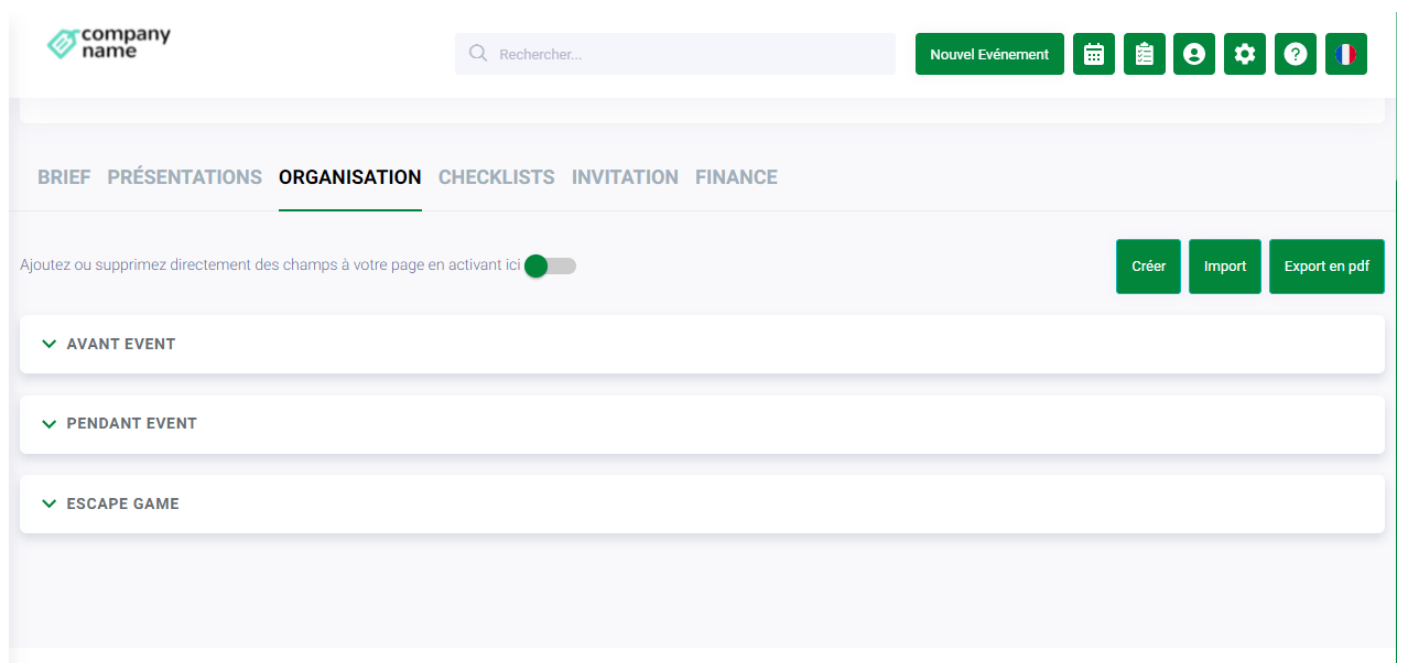 company
name
Rechercher...
Nouvel Evénement
BRIEF PRÉSENTATIONS ORGANISATION CHECKLISTS INVITATION FINANCE
Ajoutez ou supprimez directement des champs à votre page en activant ici
Créer Import Export en pdf
AVANT EVENT
PENDANT EVENT
ESCAPE GAME